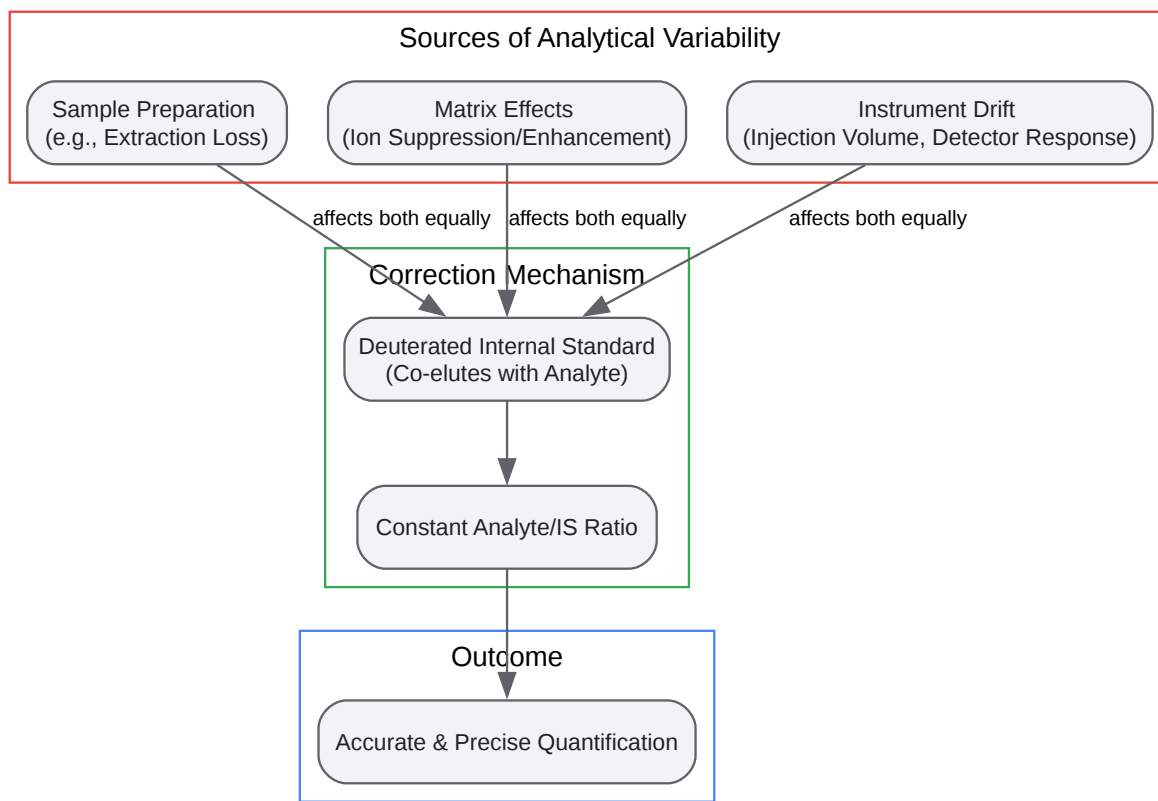 Sources of Analytical Variability
Sample Preparation
(e.g., Extraction Loss)
Matrix Effects
(Ion Suppression/Enhancement)
Instrument Drift
(Injection Volume, Detector Response)
affects both equally
affects both equally
affects both equally
Correction Mechanism
Deuterated Internal Standard
(Co-elutes with Analyte)
Constant Analyte/IS Ratio
Outcome
Accurate & Precise Quantification